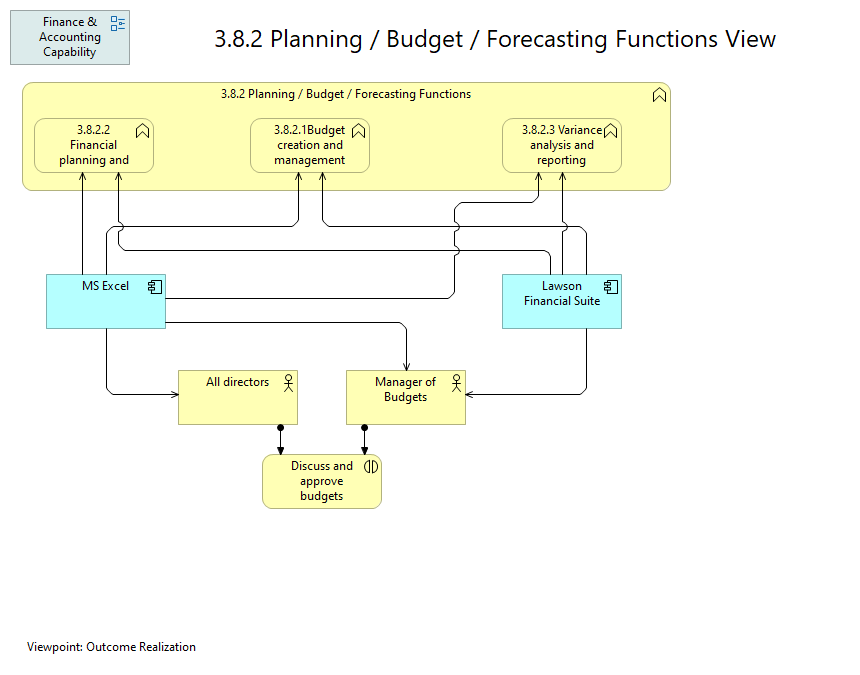 Finance &
Accounting
Capability
3.8.2 Planning / Budget / Forecasting Functions View
3.8.2 Planning / Budget / Forecasting Functions
3.8.2.2
Financial
planning and
3.8.2.1Budget
creation and
management
3.8.2.3 Variance
analysis and
reporting
MS Excel
Lawson
Financial Suite
All directors
Manager of
Budgets
Discuss and
approve
budgets
Viewpoint: Outcome Realization